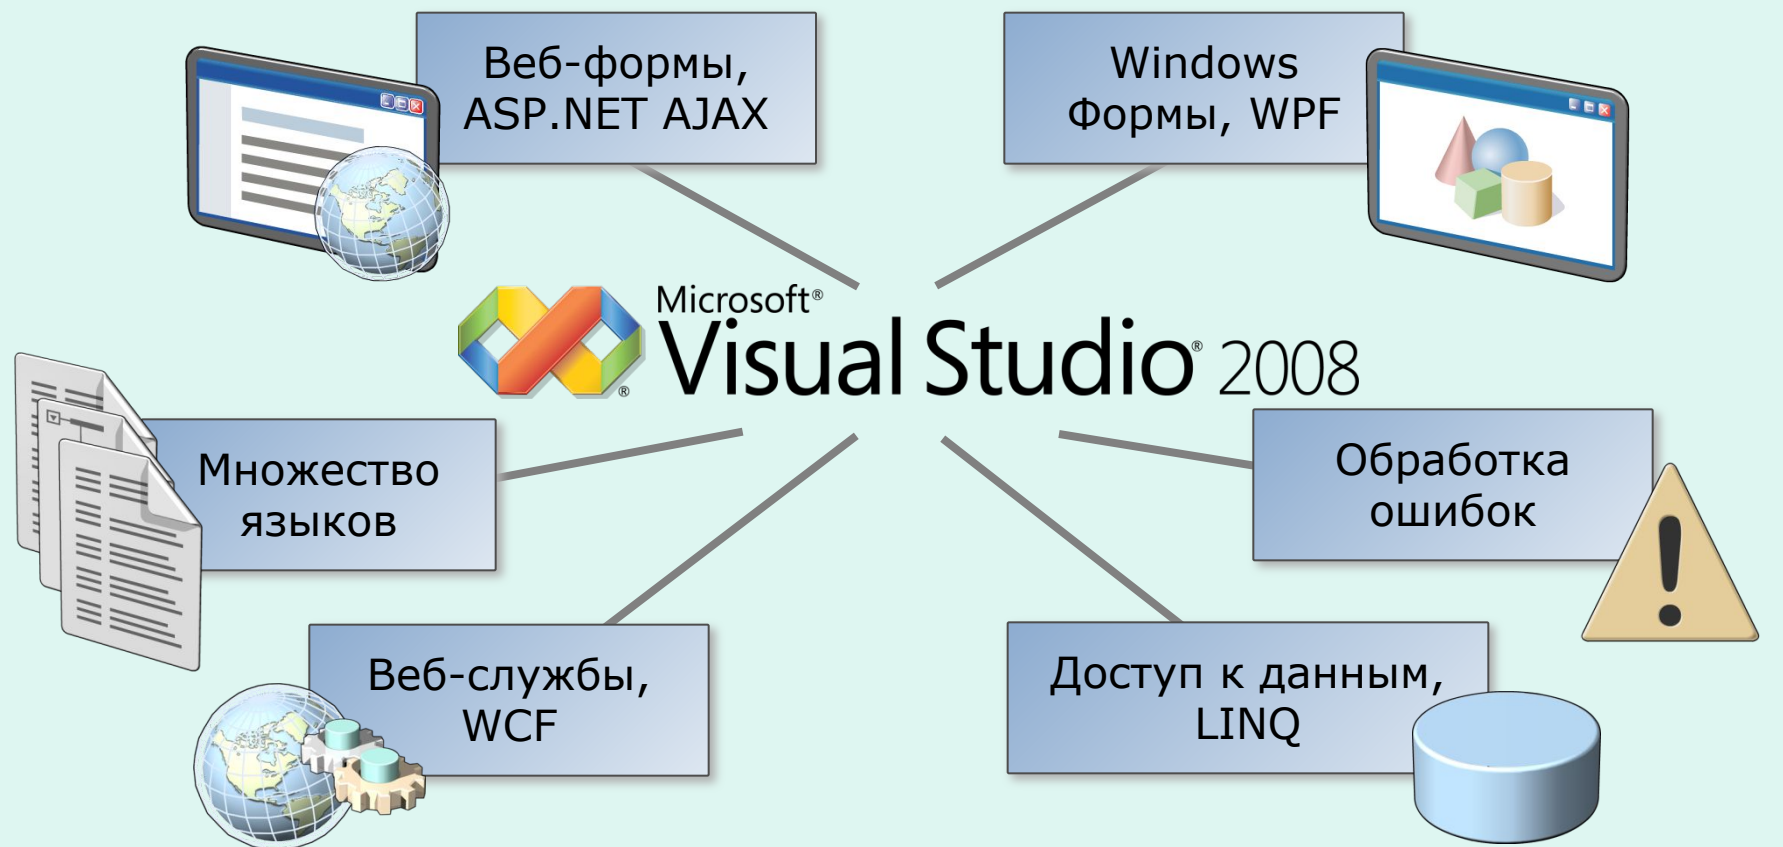 Веб-формы,
ASP.NET AJAX
Windows
Формы, WPF
Microsoft®
Visual Studio® 2008
®
Множество
языков
Обработка
ошибок
Веб-службы,
WCF
Доступ к данным,
LINQ